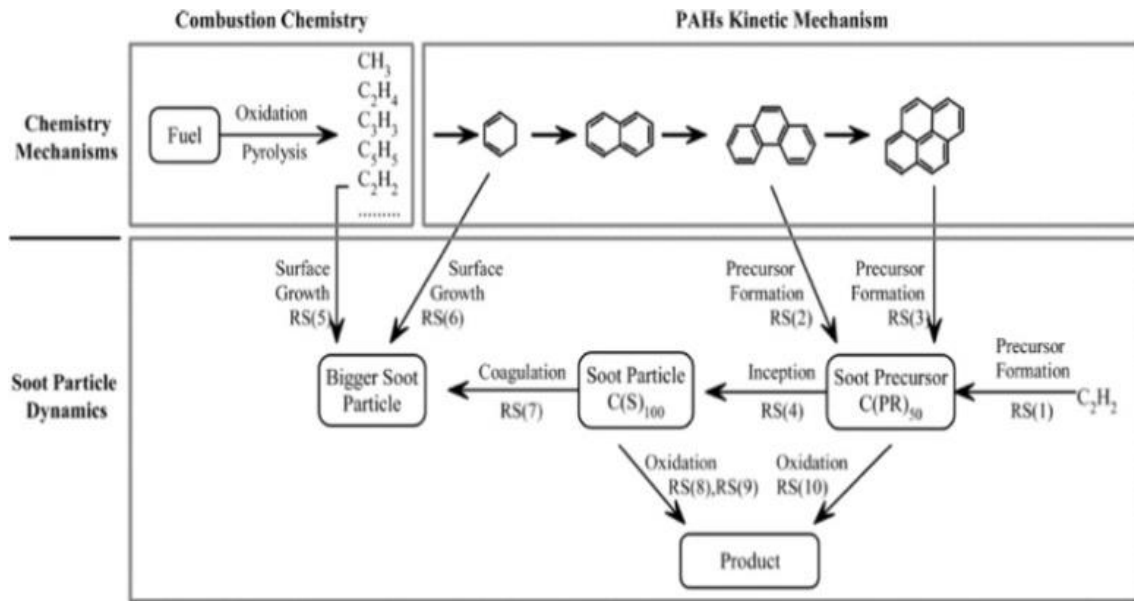 Combustion Chemistry
PAHs Kinetic Mechanism
Chemistry
Mechanisms
Fuel
Oxidation
Pyrolysis
CH₃
C₂H₄
C₃H₃
C₅H₅
C₂H₂
.........
Surface
Growth
RS(5)
Surface
Growth
RS(6)
Precursor
Formation
RS(2)
Precursor
Formation
RS(3)
Precursor
Formation
RS(1)
C₂H₂
Soot Particle
Dynamics
Bigger Soot
Particle
Coagulation
RS(7)
Soot Particle
C(S)₁₀₀
Inception
RS(4)
Soot Precursor
C(PR)₅₀
Oxidation
RS(8),RS(9)
Oxidation
RS(10)
Product